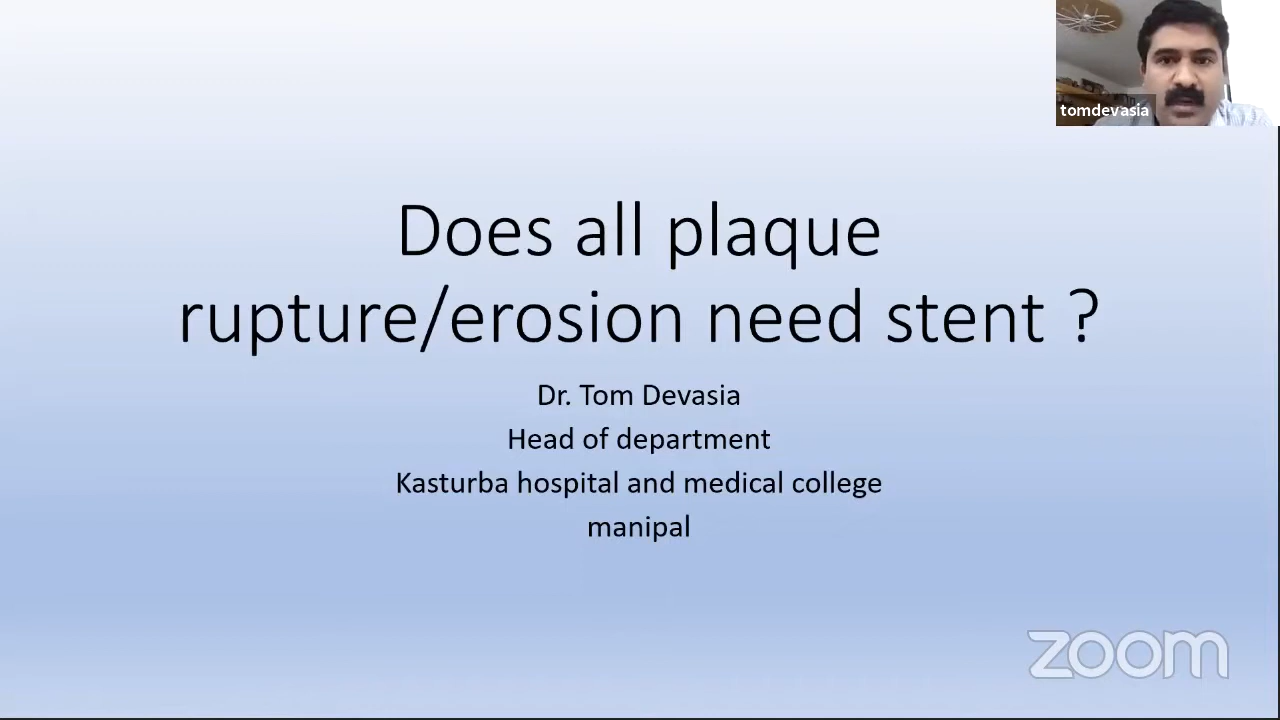 tomdevasia
Does all plaque
rupture/erosion need stent ?
Dr. Tom Devasia
Head of department
Kasturba hospital and medical college
manipal
zoom